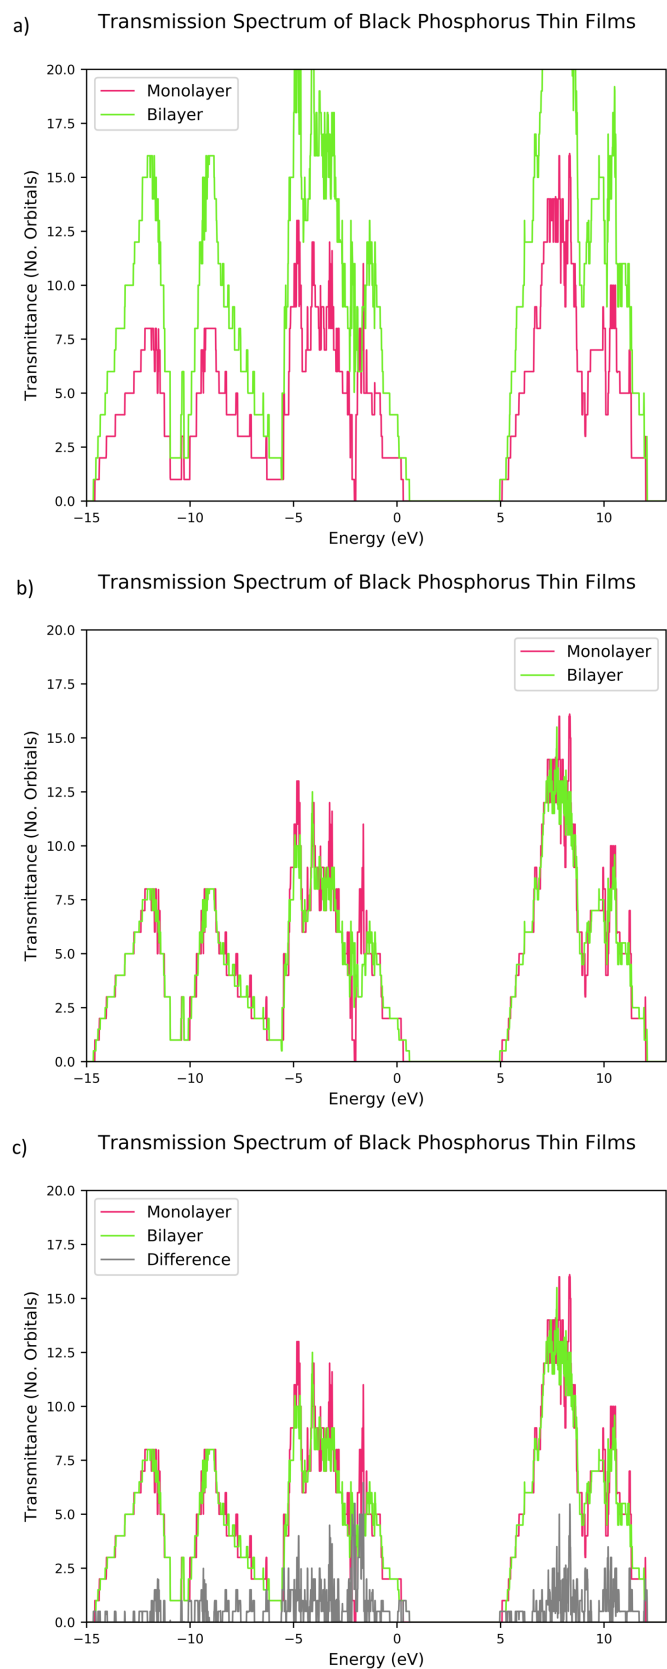 a)
Transmission Spectrum of Black Phosphorus Thin Films
20.0
17.5
15.0
12.5
10.0
7.5
5.0
2.5
0.0
Transmittance (No. Orbitals)
Monolayer
Bilayer
−15 −10 −5 0 5 10
Energy (eV)
b)
Transmission Spectrum of Black Phosphorus Thin Films
20.0
17.5
15.0
12.5
10.0
7.5
5.0
2.5
0.0
Transmittance (No. Orbitals)
Monolayer
Bilayer
−15 −10 −5 0 5 10
Energy (eV)
c)
Transmission Spectrum of Black Phosphorus Thin Films
20.0
17.5
15.0
12.5
10.0
7.5
5.0
2.5
0.0
Transmittance (No. Orbitals)
Monolayer
Bilayer
Difference
−15 −10 −5 0 5 10
Energy (eV)